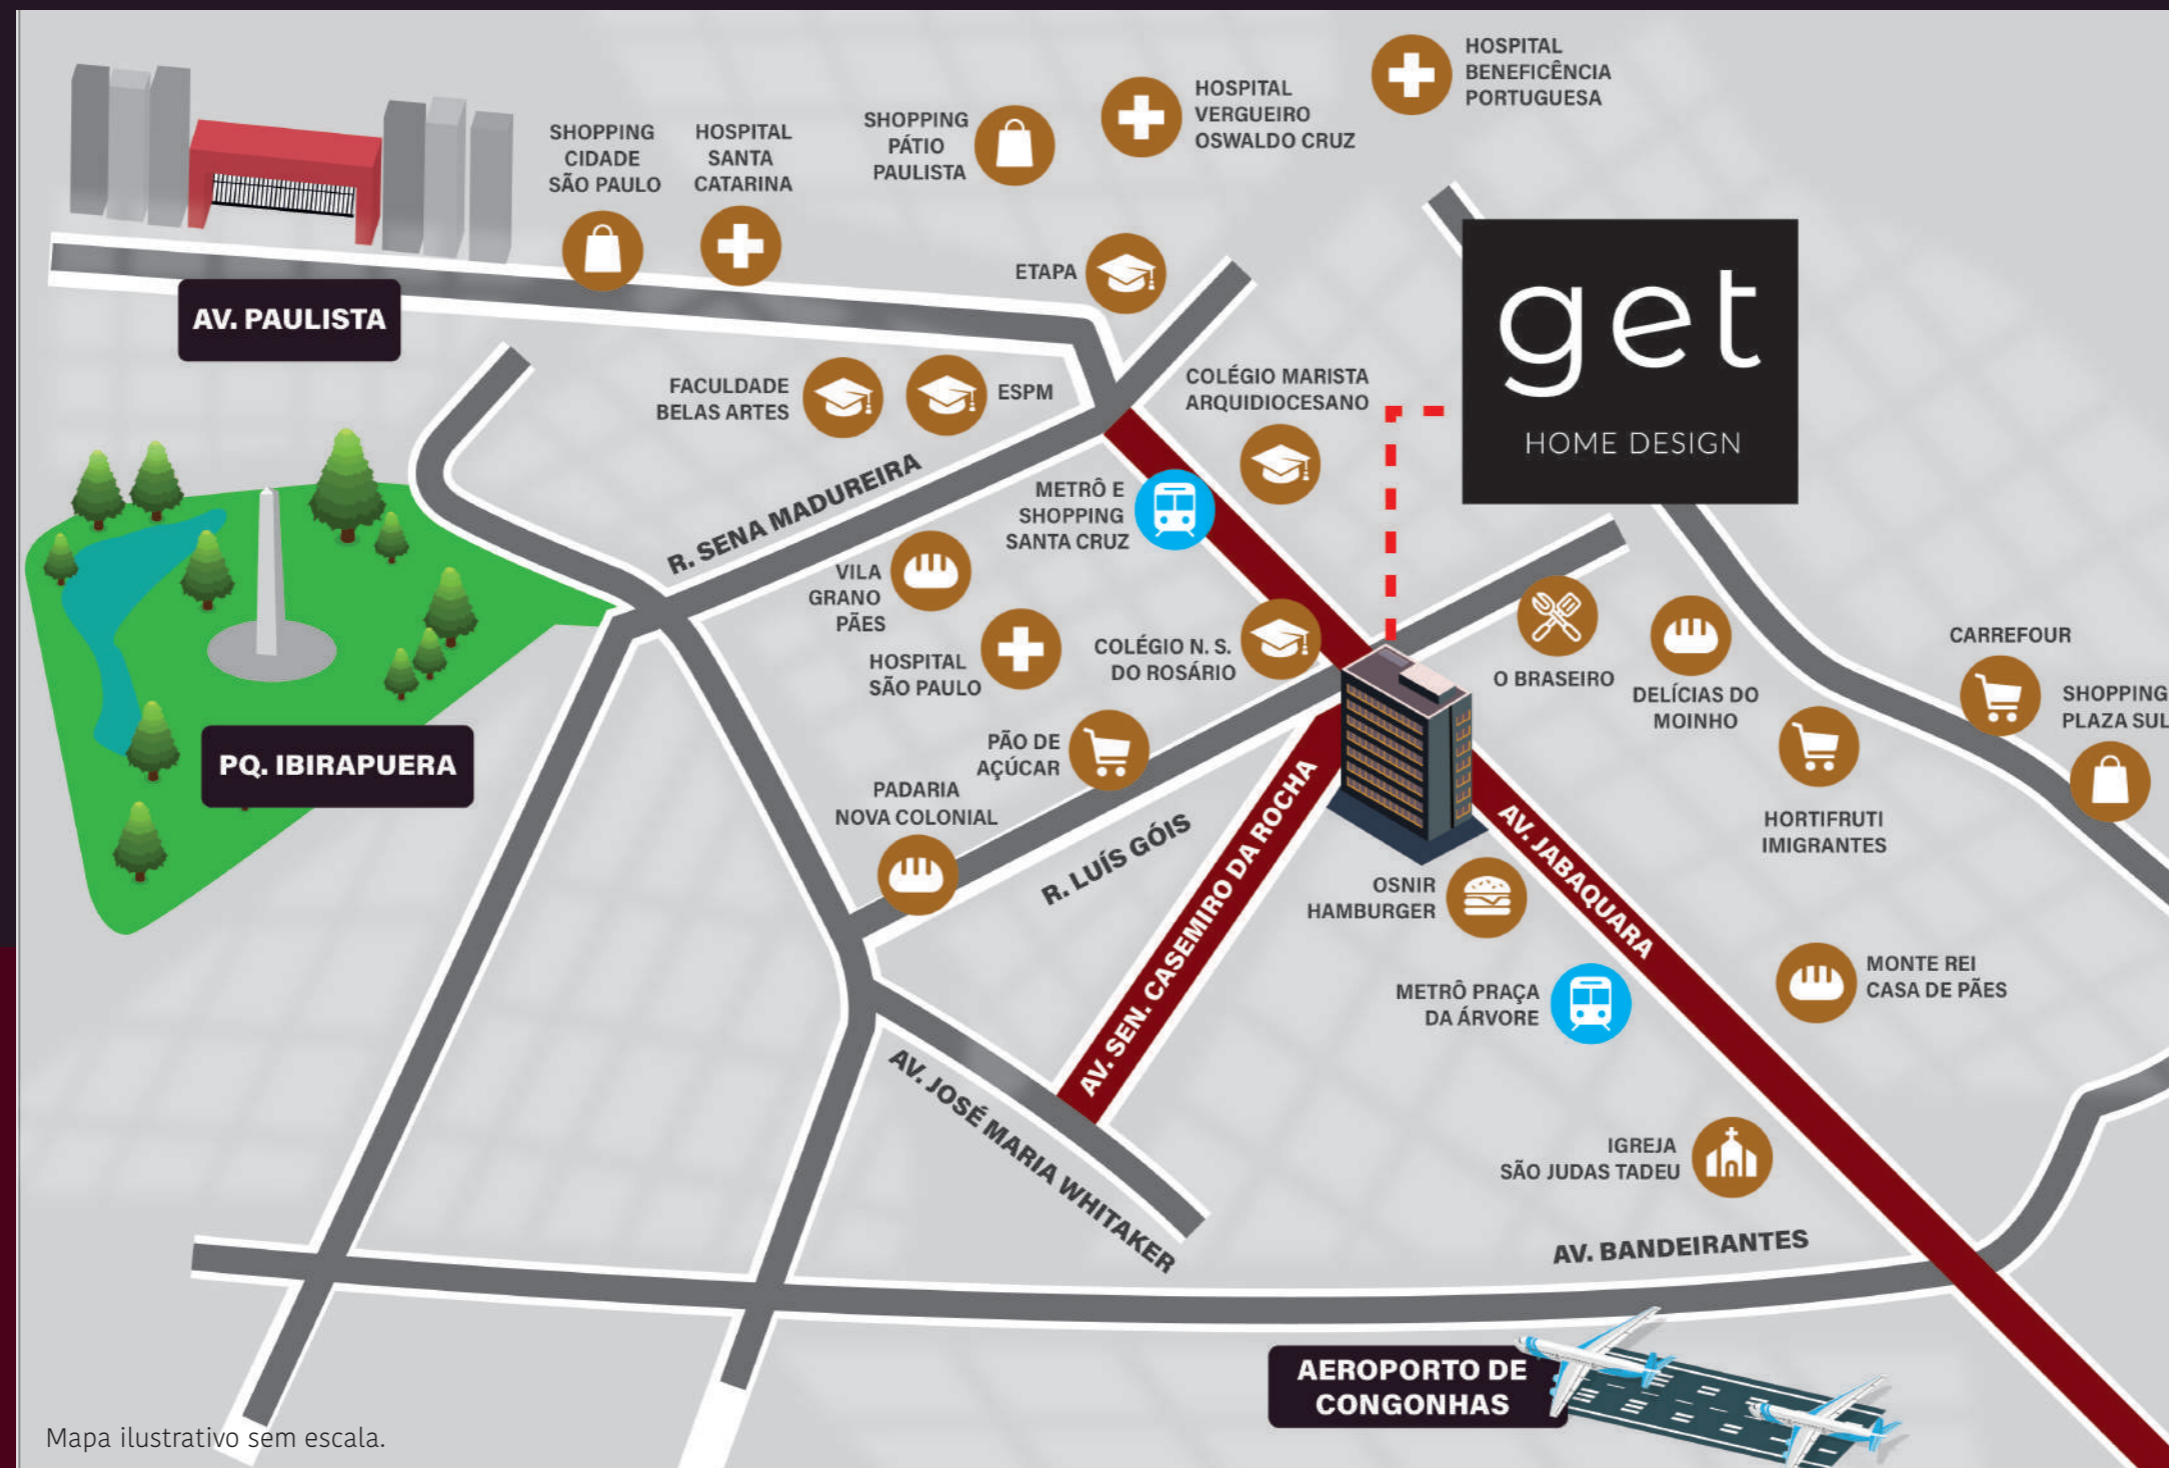 HOSPITAL
BENEFICÊNCIA
PORTUGUESA
HOSPITAL
VERGUEIRO
OSWALDO CRUZ
SHOPPING
PÁTIO
PAULISTA
SHOPPING
CIDADE
SÃO PAULO
HOSPITAL
SANTA
CATARINA
ETAPA
AV. PAULISTA
get
HOME DESIGN
FACULDADE
BELAS ARTES
ESPM
COLÉGIO MARISTA
ARQUIDIOCESANO
R. SENA MADUREIRA
METRÔ E
SHOPPING
SANTA CRUZ
VILA
GRANO
PÃES
HOSPITAL
SÃO PAULO
COLÉGIO N. S.
DO ROSÁRIO
O BRASEIRO
DELÍCIAS DO
MOINHO
CARREFOUR
SHOPPING
PLAZA SUL
PQ. IBIRAPUERA
PÃO DE
AÇÚCAR
PADARIA
NOVA COLONIAL
R. LUÍS GÓIS
AV. SEN. CASEMIRO DA ROCHA
AV. JABAQUARA
HORTIFRUTI
IMIGRANTES
OSNIR
HAMBURGER
METRÔ PRAÇA
DA ÁRVORE
MONTE REI
CASA DE PÃES
AV. JOSÉ MARIA WHITAKER
IGREJA
SÃO JUDAS TADEU
AV. BANDEIRANTES
AEROPORTO DE
CONGONHAS
Mapa ilustrativo sem escala.